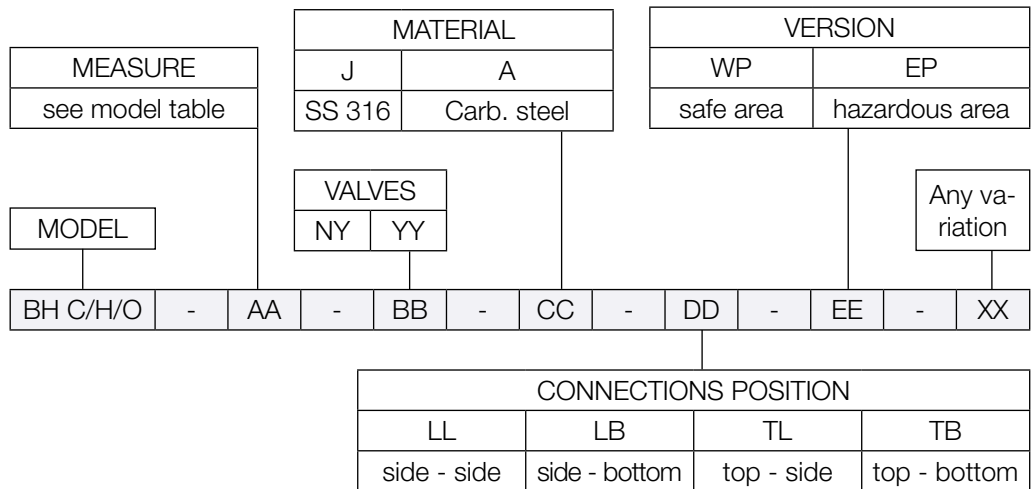 MATERIAL
VERSION
MEASURE
J
A
WP
EP
see model table
SS 316
Carb. steel
safe area
hazardous area
VALVES
Any va-
riation
MODEL
NY
YY
BH C/H/O - AA - BB - CC - DD - EE - XX
CONNECTIONS POSITION
LL
LB
TL
TB
side - side
side - bottom
top - side
top - bottom